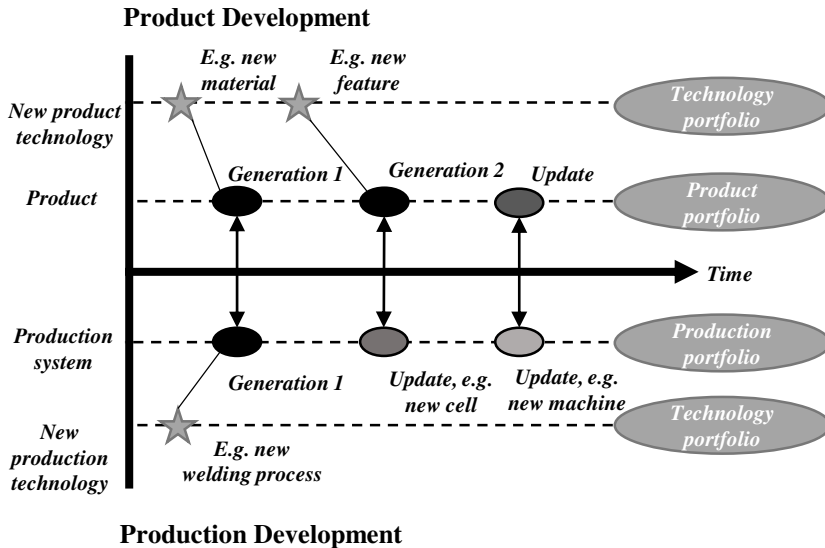 Product Development
E.g. new
material
E.g. new
feature
New product
technology
Technology
portfolio
Generation 1
Generation 2
Update
Product
Product
portfolio
Time
Production
system
Production
portfolio
Generation 1
Update, e.g.
new cell
Update, e.g.
new machine
New
production
technology
E.g. new
welding process
Technology
portfolio
Production Development